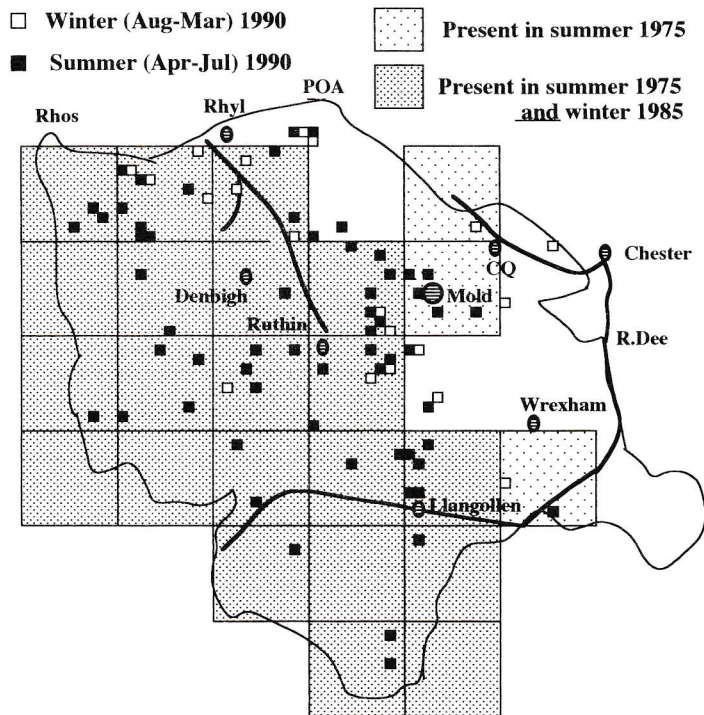 Winter (Aug-Mar) 1990
Summer (Apr-Jul) 1990
Present in summer 1975
Present in summer 1975
and winter 1985
POA
Rhyl
Rhos
CQ
Chester
Denbigh
Mold
Ruthin
R.Dee
Wrexham
Llangollen